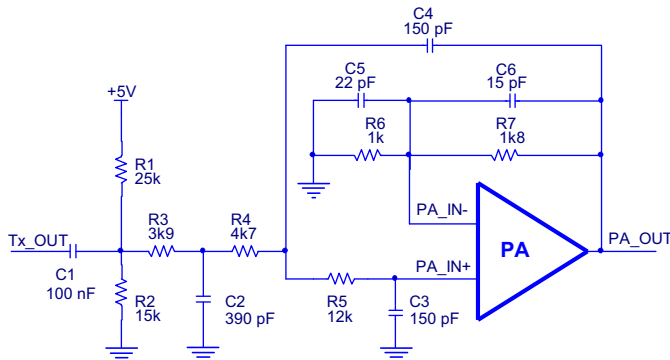 C4
150 pF
C5
22 pF
C6
15 pF
+5V
R6
1k
R7
1k8
R1
25k
R3
3k9
R4
4k7
PA_IN-
Tx_OUT
PA
PA_OUT
C1
100 nF
PA_IN+
R2
15k
C2
390 pF
R5
12k
C3
150 pF